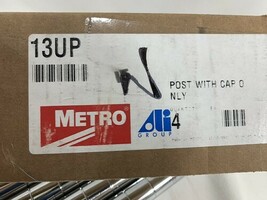 13UP
POST WITH CAP O
NLY
METRO
Ali
GROUP
4